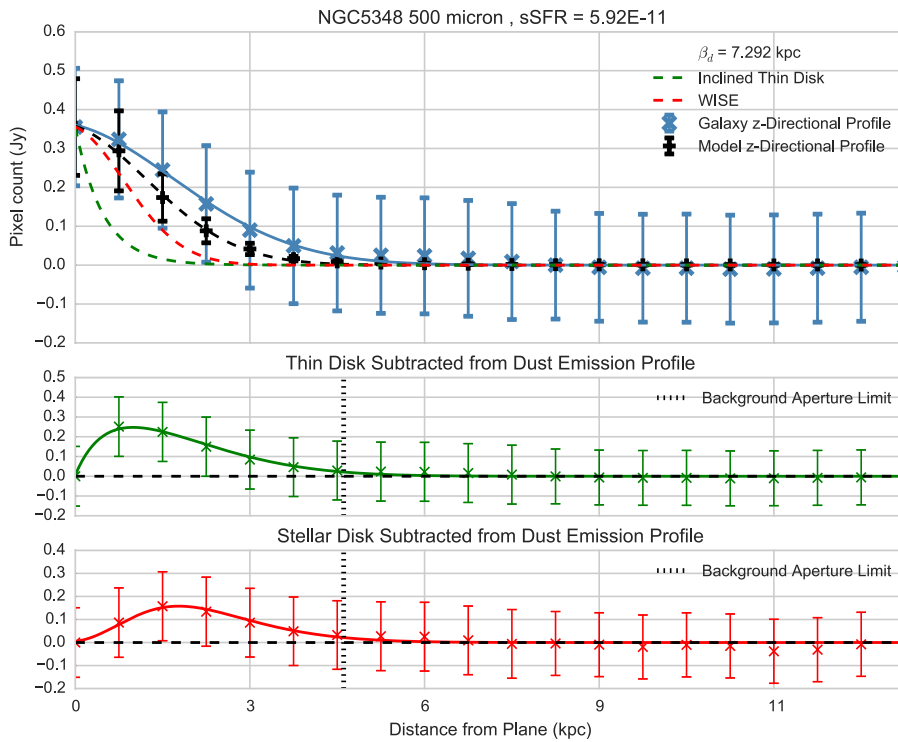 NGC5348 500 micron , sSFR = 5.92E-11
0.6
0.5
0.4
0.3
0.2
0.1
0.0
−0.1
−0.2
Pixel count (Jy)
β_d = 7.292 kpc
Inclined Thin Disk
WISE
Galaxy z-Directional Profile
Model z-Directional Profile
Thin Disk Subtracted from Dust Emission Profile
0.5
0.4
0.3
0.2
0.1
0.0
−0.1
−0.2
Background Aperture Limit
Stellar Disk Subtracted from Dust Emission Profile
0.4
0.3
0.2
0.1
0.0
−0.1
−0.2
Background Aperture Limit
0 3 6 9 11
Distance from Plane (kpc)